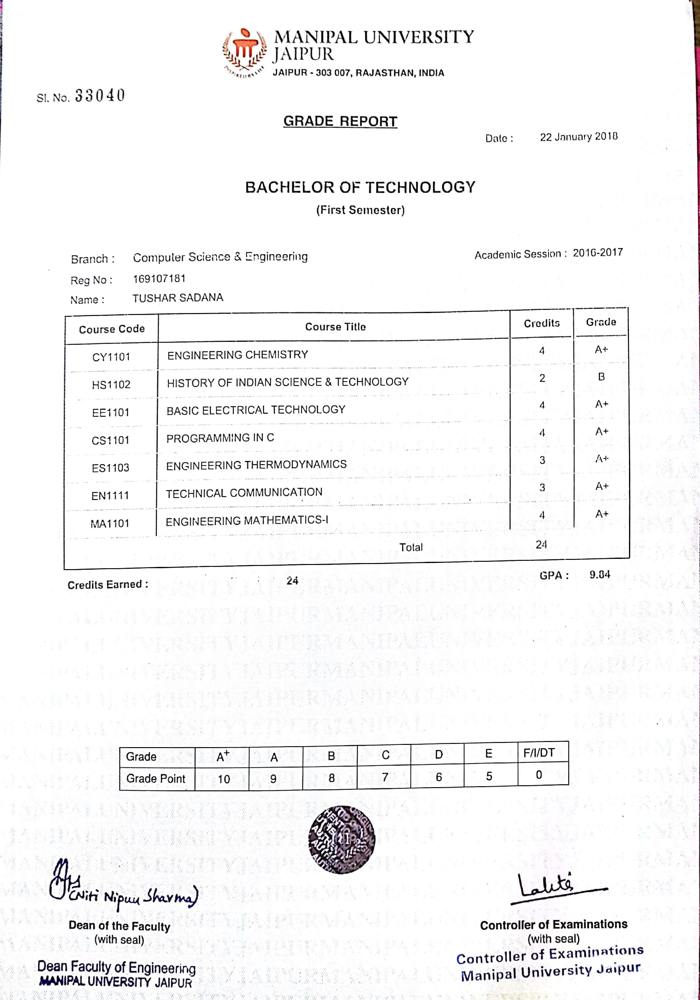 MANIPAL UNIVERSITY
JAIPUR
JAIPUR - 303 007, RAJASTHAN, INDIA
Sl. No. 33040
GRADE REPORT
Date : 22 January 2018
BACHELOR OF TECHNOLOGY
(First Semester)
Branch : Computer Science & Engineering Academic Session : 2016-2017
Reg No : 169107181
Name : TUSHAR SADANA
Course Code Course Title Credits Grade
CY1101 ENGINEERING CHEMISTRY 4 A+
HS1102 HISTORY OF INDIAN SCIENCE & TECHNOLOGY 2 B
EE1101 BASIC ELECTRICAL TECHNOLOGY 4 A+
CS1101 PROGRAMMING IN C 4 A+
ES1103 ENGINEERING THERMODYNAMICS 3 A+
EN1111 TECHNICAL COMMUNICATION 3 A+
MA1101 ENGINEERING MATHEMATICS-I 4 A+
Total 24
Credits Earned : 24 GPA : 9.84
Grade A+ A B C D E F/I/DT
Grade Point 10 9 8 7 6 5 0
(Niti Nipun Sharma)
Dean of the Faculty
(with seal)
Dean Faculty of Engineering
MANIPAL UNIVERSITY JAIPUR
Controller of Examinations
(with seal)
Controller of Examinations
Manipal University Jaipur